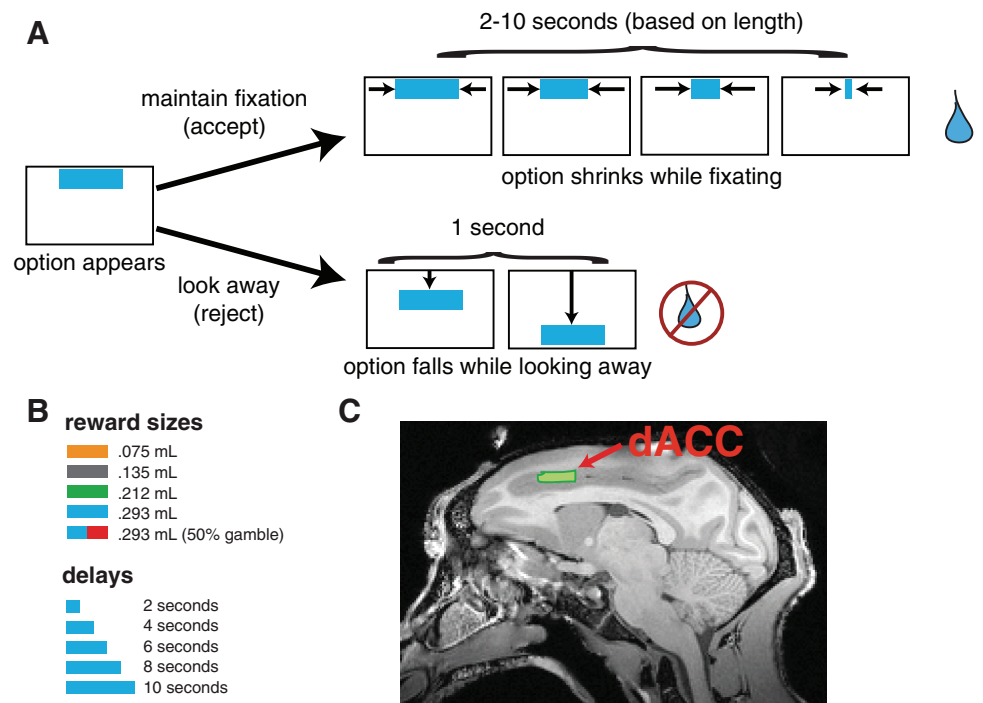 A
2-10 seconds (based on length)
maintain fixation
(accept)
option shrinks while fixating
option appears
1 second
look away
(reject)
option falls while looking away
B
reward sizes
.075 mL
.135 mL
.212 mL
.293 mL
.293 mL (50% gamble)
delays
2 seconds
4 seconds
6 seconds
8 seconds
10 seconds
C
dACC